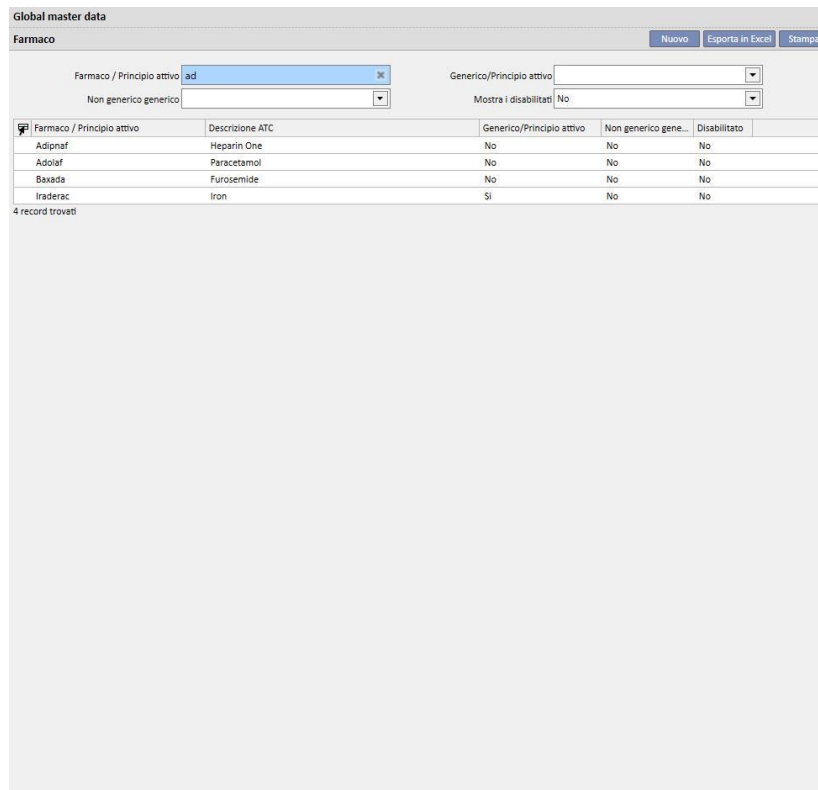 Global master data
Farmaco Nuovo Esporta in Excel Stampa
Farmaco / Principio attivo ad Generico/Principio attivo
Non generico generico Mostra i disabilitati No
Farmaco / Principio attivo Descrizione ATC Generico/Principio attivo Non generico gene... Disabilitato
Adipnaf Heparin One No No No
Adolaf Paracetamol No No No
Baxada Furosemide No No No
Iraderac Iron Si No No
4 record trovati